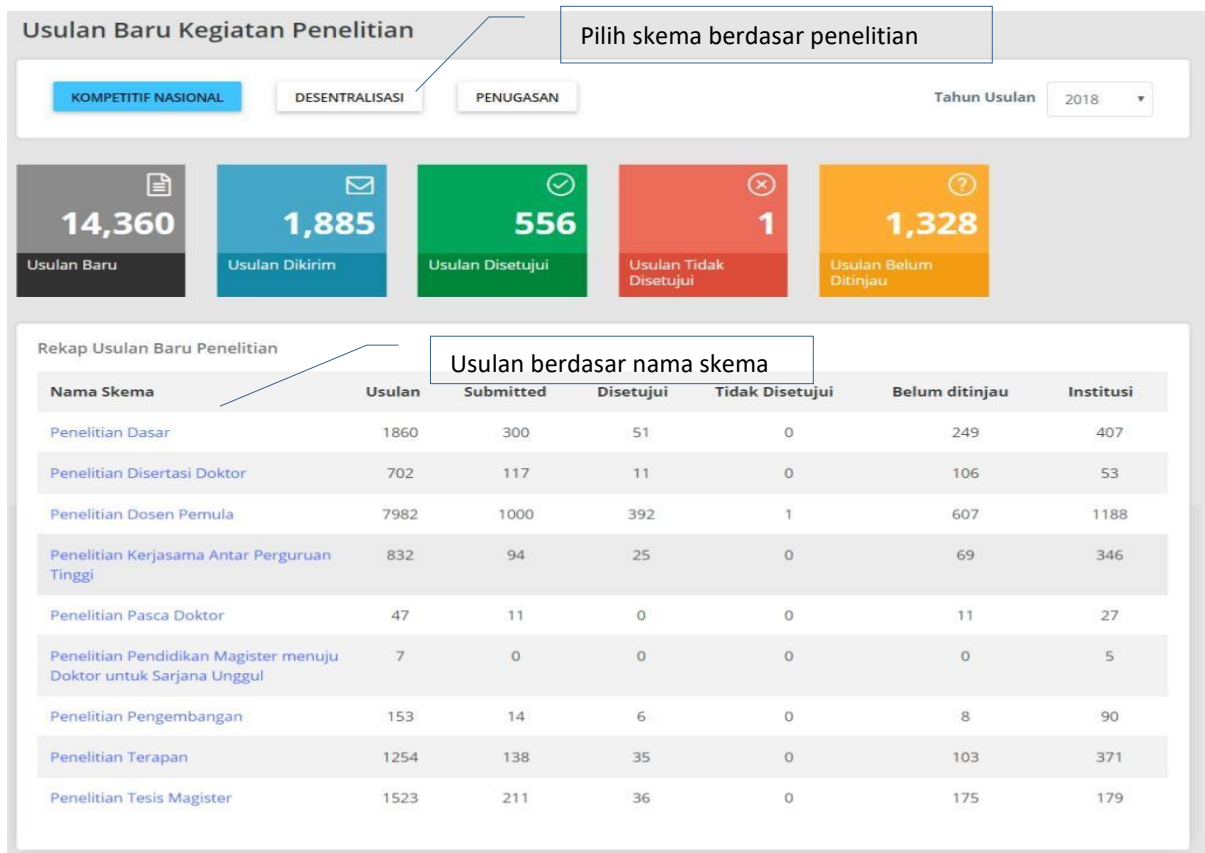 Usulan Baru Kegiatan Penelitian
Pilih skema berdasar penelitian
KOMPETITIF NASIONAL DESENTRALISASI PENUGASAN Tahun Usulan 2018
14,360 1,885 556 1 1,328
Usulan Baru Usulan Dikirim Usulan Disetujui Usulan Tidak Usulan Belum
Disetujui Ditinjau
Rekap Usulan Baru Penelitian
Usulan berdasar nama skema
Nama Skema Usulan Submitted Disetujui Tidak Disetujui Belum ditinjau Institusi
Penelitian Dasar 1860 300 51 0 249 407
Penelitian Disertasi Doktor 702 117 11 0 106 53
Penelitian Dosen Pemula 7982 1000 392 1 607 1188
Penelitian Kerjasama Antar Perguruan 832 94 25 0 69 346
Tinggi
Penelitian Pasca Doktor 47 11 0 0 11 27
Penelitian Pendidikan Magister menuju 7 0 0 0 0 5
Doktor untuk Sarjana Unggul
Penelitian Pengembangan 153 14 6 0 8 90
Penelitian Terapan 1254 138 35 0 103 371
Penelitian Tesis Magister 1523 211 36 0 175 179